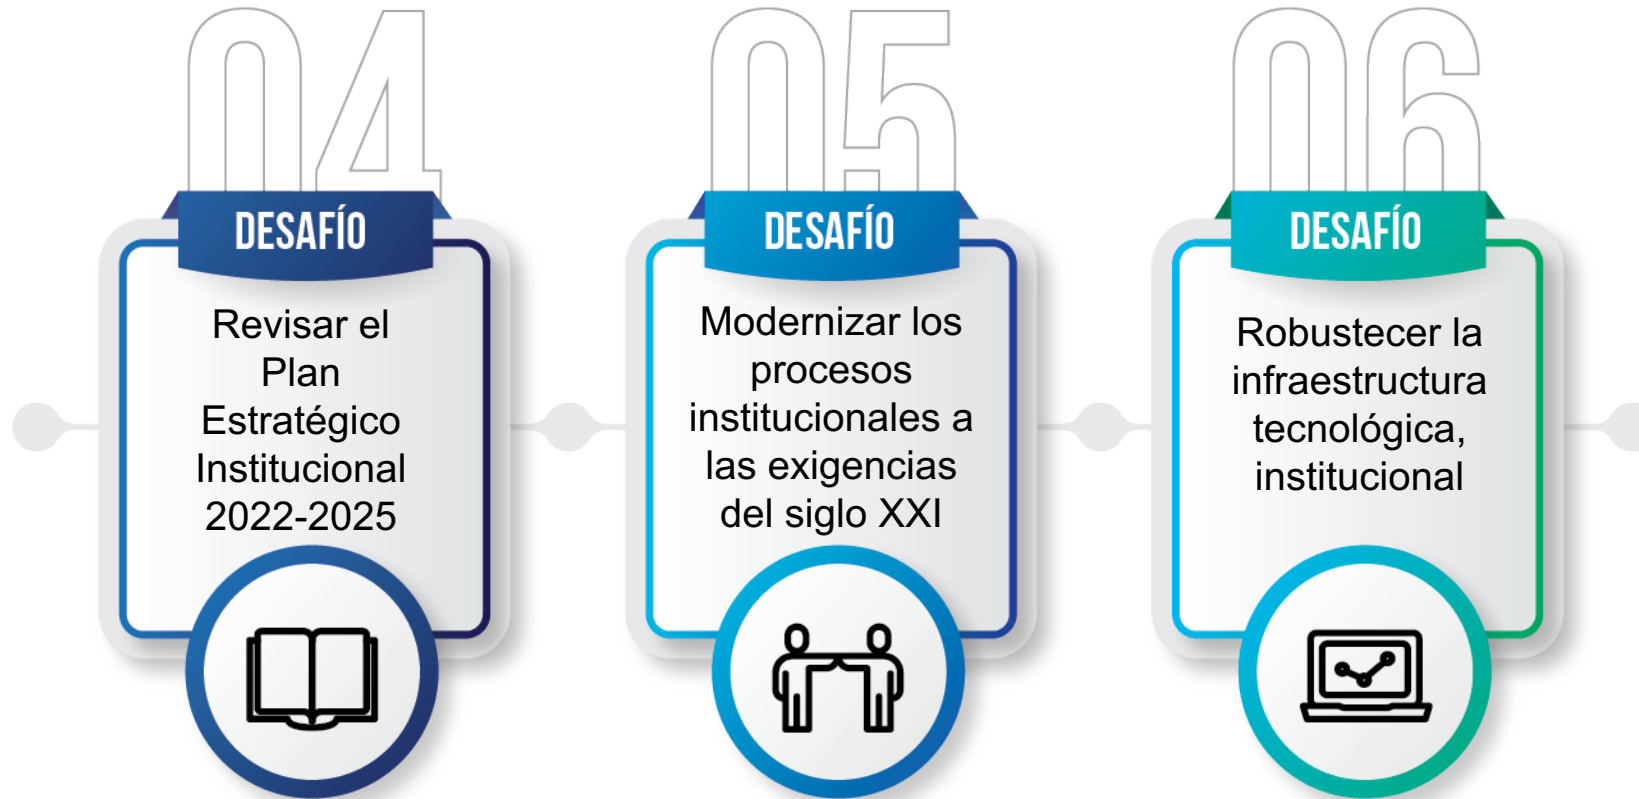 04
DESAFÍO
Revisar el
Plan
Estratégico
Institucional
2022-2025
05
DESAFÍO
Modernizar los
procesos
institucionales a
las exigencias
del siglo XXI
06
DESAFÍO
Robustecer la
infraestructura
tecnológica,
institucional